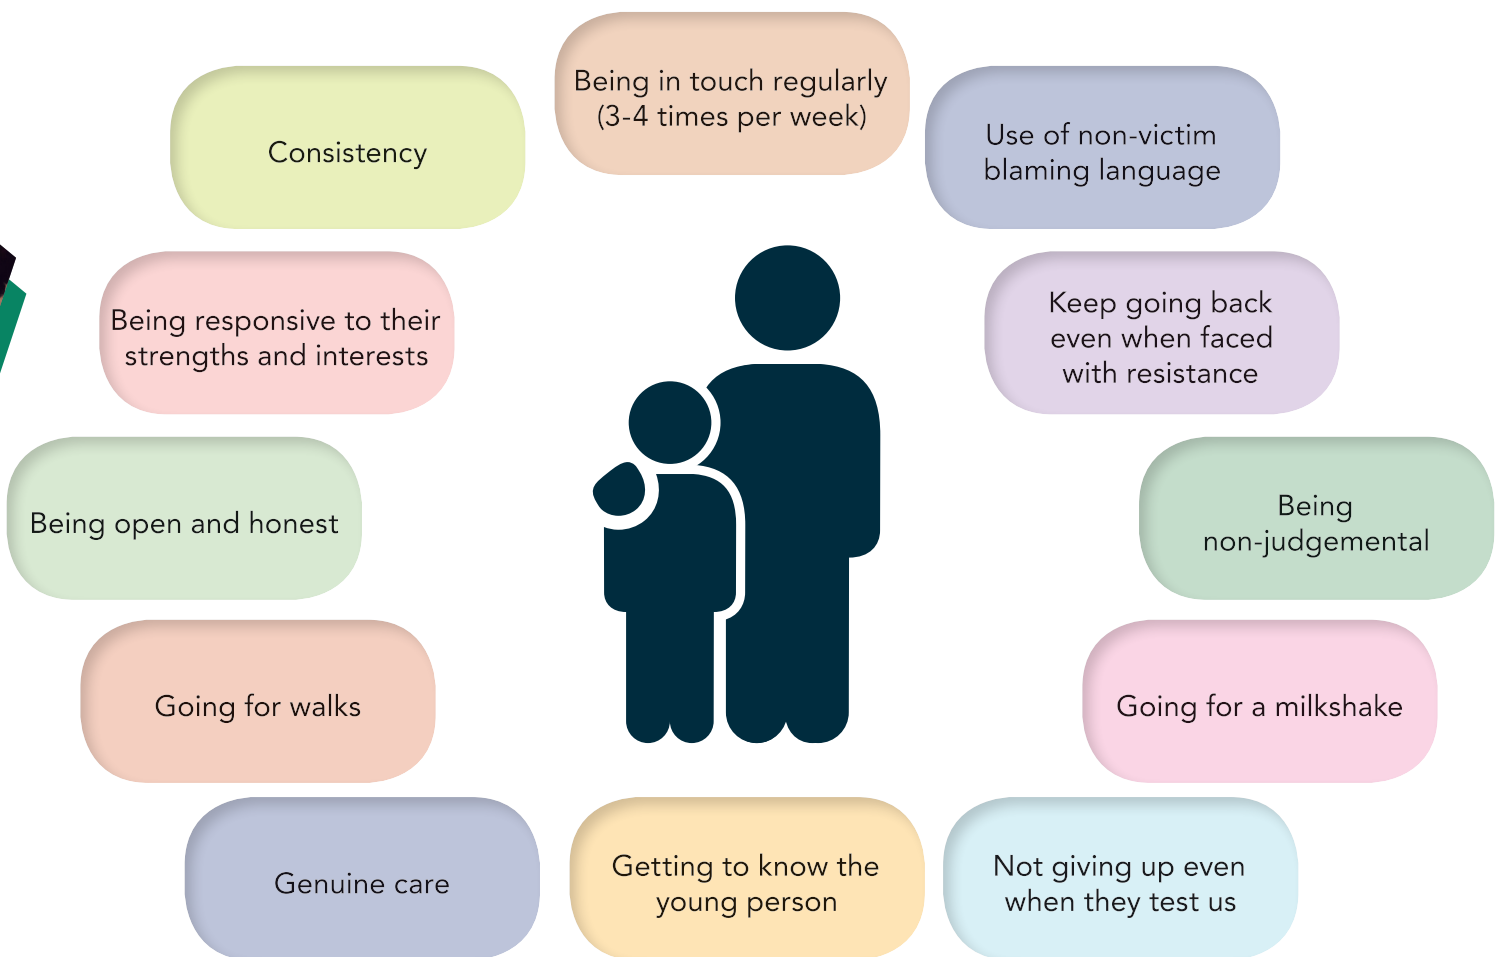 Being in touch regularly
(3-4 times per week)
Consistency
Use of non-victim
blaming language
Being responsive to their
strengths and interests
Keep going back
even when faced
with resistance
Being open and honest
Being
non-judgemental
Going for walks
Going for a milkshake
Genuine care
Getting to know the
young person
Not giving up even
when they test us